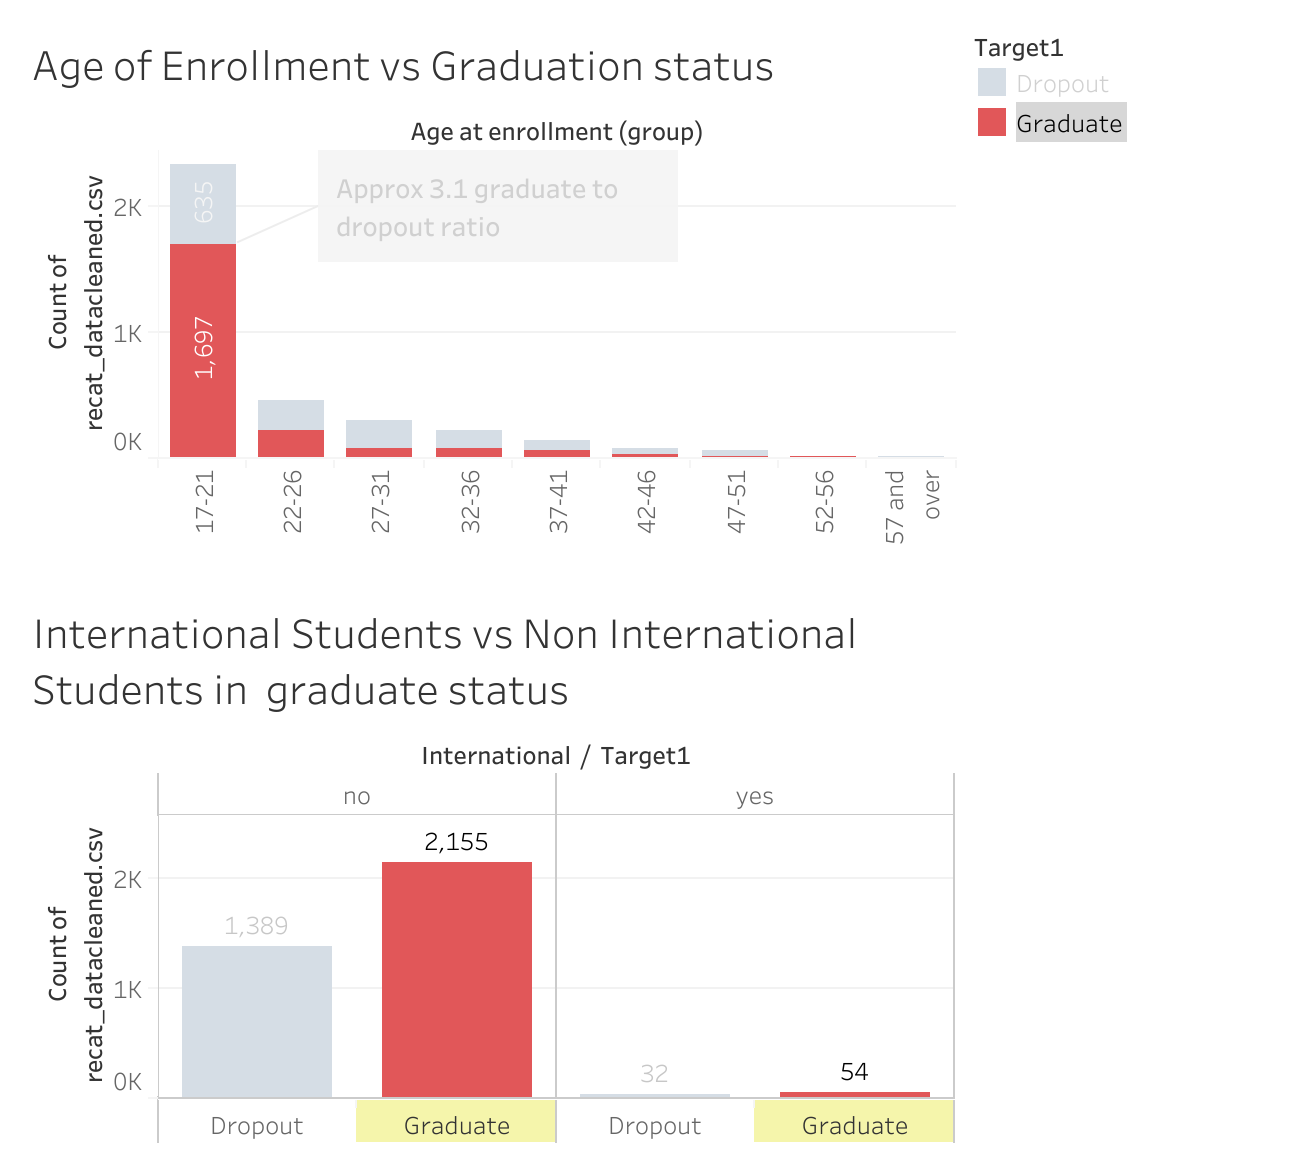 Age of Enrollment vs Graduation status
Target1
Dropout
Graduate
Age at enrollment (group)
Count of
recat_datacleaned.csv
2K
1K
0K
635
1,697
Approx 3.1 graduate to
dropout ratio
17-21
22-26
27-31
32-36
37-41
42-46
47-51
52-56
57 and
over
International Students vs Non International
Students in  graduate status
International / Target1
no
yes
Count of
recat_datacleaned.csv
2K
1K
0K
1,389
2,155
32
54
Dropout
Graduate
Dropout
Graduate